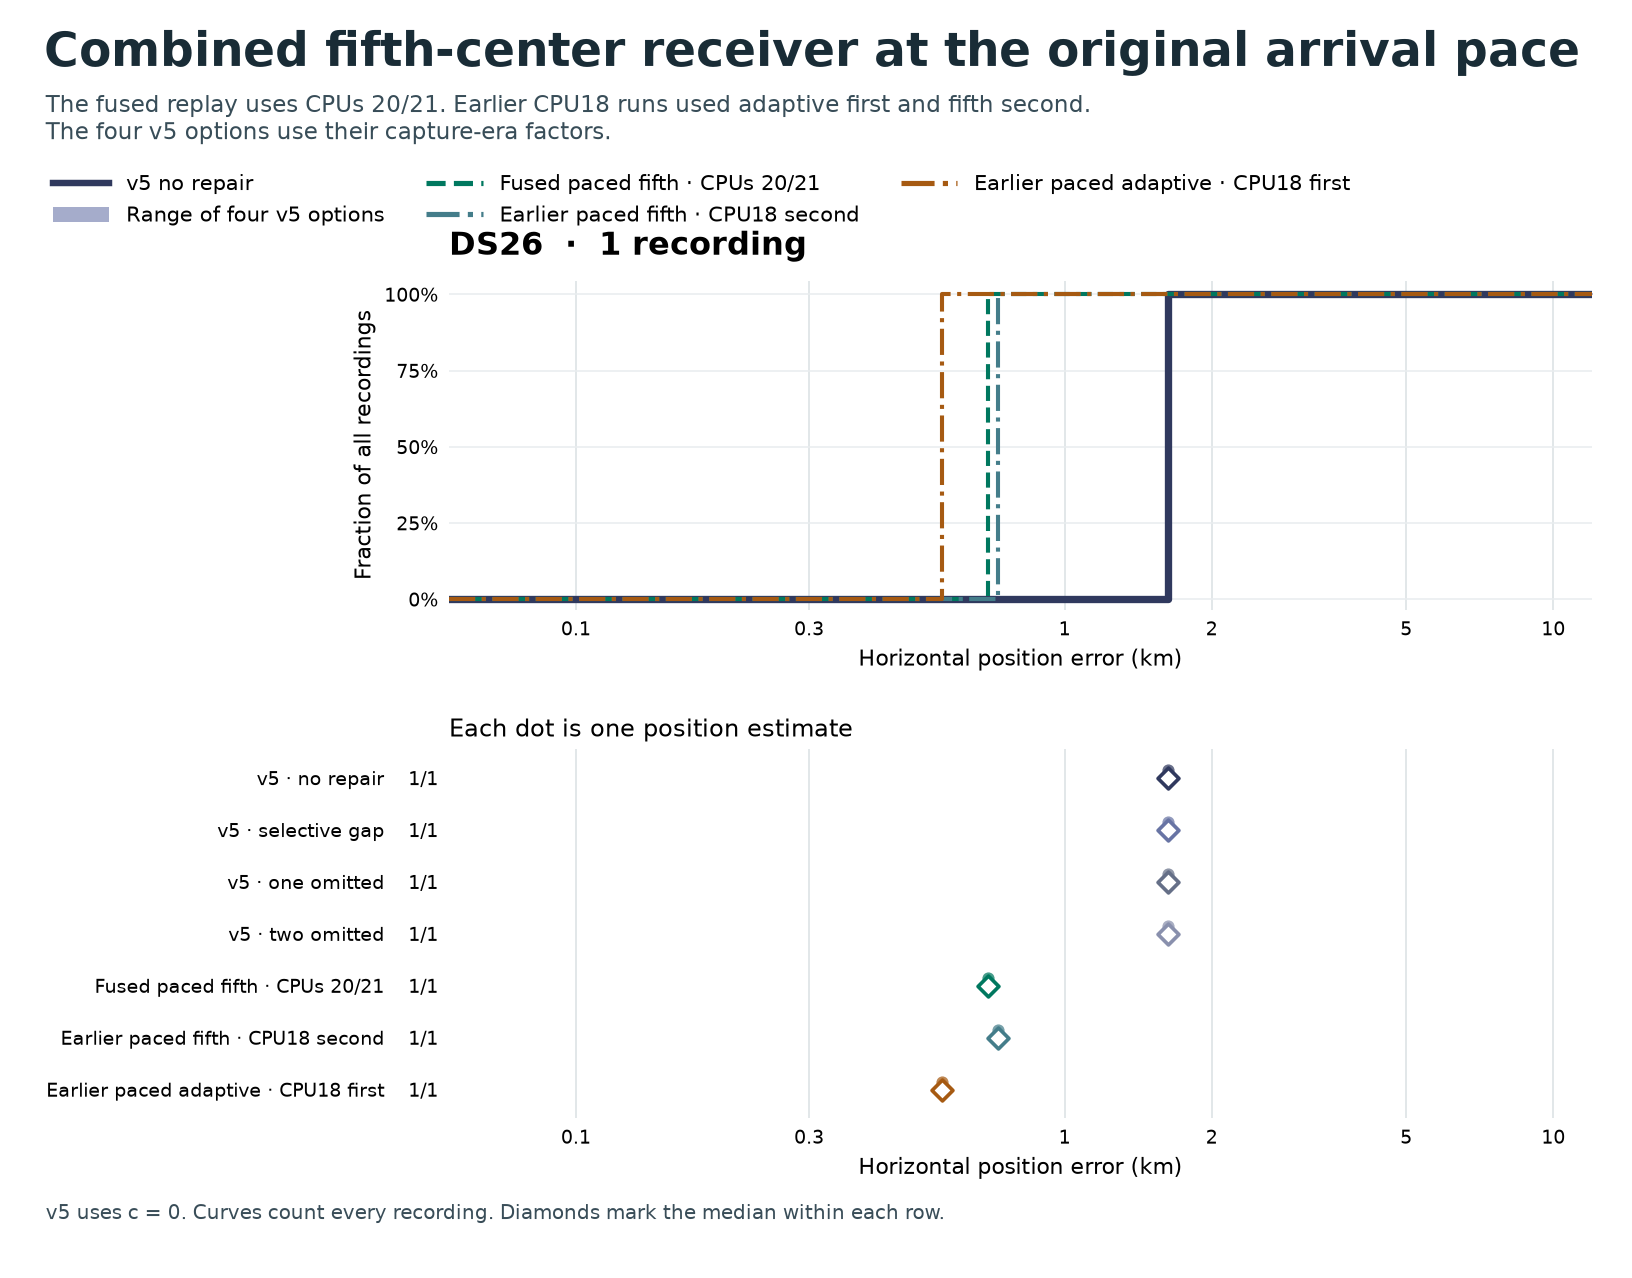 Combined fifth-center receiver at the original arrival pace
The fused replay uses CPUs 20/21. Earlier CPU18 runs used adaptive first and fifth second.
The four v5 options use their capture-era factors.
v5 no repair
Fused paced fifth · CPUs 20/21
Earlier paced adaptive · CPU18 first
Range of four v5 options
Earlier paced fifth · CPU18 second
DS26 · 1 recording
Fraction of all recordings
100%
75%
50%
25%
0%
0.1 0.3 1 2 5 10
Horizontal position error (km)
Each dot is one position estimate
v5 · no repair 1/1
v5 · selective gap 1/1
v5 · one omitted 1/1
v5 · two omitted 1/1
Fused paced fifth · CPUs 20/21 1/1
Earlier paced fifth · CPU18 second 1/1
Earlier paced adaptive · CPU18 first 1/1
0.1 0.3 1 2 5 10
Horizontal position error (km)
v5 uses c = 0. Curves count every recording. Diamonds mark the median within each row.